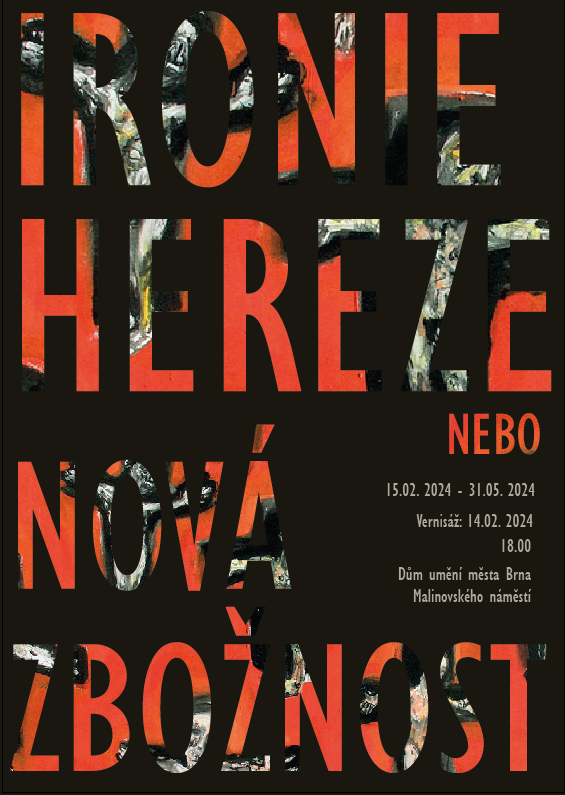 IRONIE
HEREZE
NEBO
NOVÁ
ZBOŽNOST
15.02. 2024 - 31.05. 2024
Vernisáž: 14.02. 2024
18.00
Dům umění města Brna
Malinovského náměstí